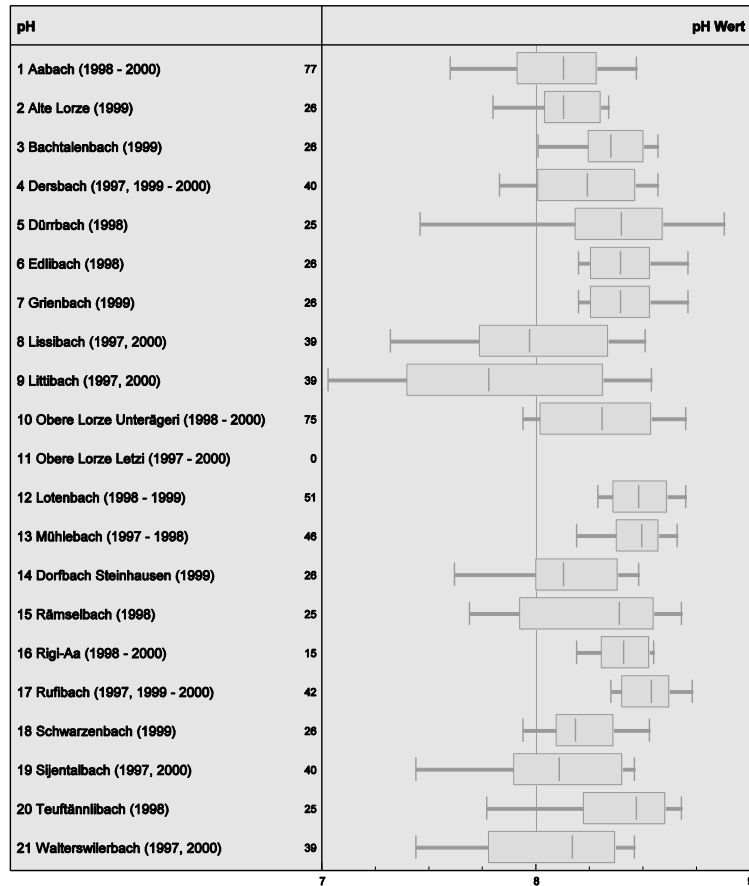 pH pH Wert
1 Aabach (1998 - 2000) 77
2 Alte Lorze (1999) 26
3 Bachtalenbach (1999) 26
4 Dersbach (1997, 1999 - 2000) 40
5 Dürrbach (1998) 25
6 Edlibach (1998) 26
7 Grienbach (1999) 26
8 Lissibach (1997, 2000) 39
9 Littibach (1997, 2000) 39
10 Obere Lorze Unterägeri (1998 - 2000) 75
11 Obere Lorze Letzi (1997 - 2000) 0
12 Lotenbach (1998 - 1999) 51
13 Mühlebach (1997 - 1998) 46
14 Dorfbach Steinhausen (1999) 26
15 Rämselbach (1998) 25
16 Rigi-Aa (1998 - 2000) 15
17 Rufibach (1997, 1999 - 2000) 42
18 Schwarzenbach (1999) 26
19 Sijentalbach (1997, 2000) 40
20 Teuftännlibach (1998) 25
21 Walterswilerbach (1997, 2000) 39
7 8 9